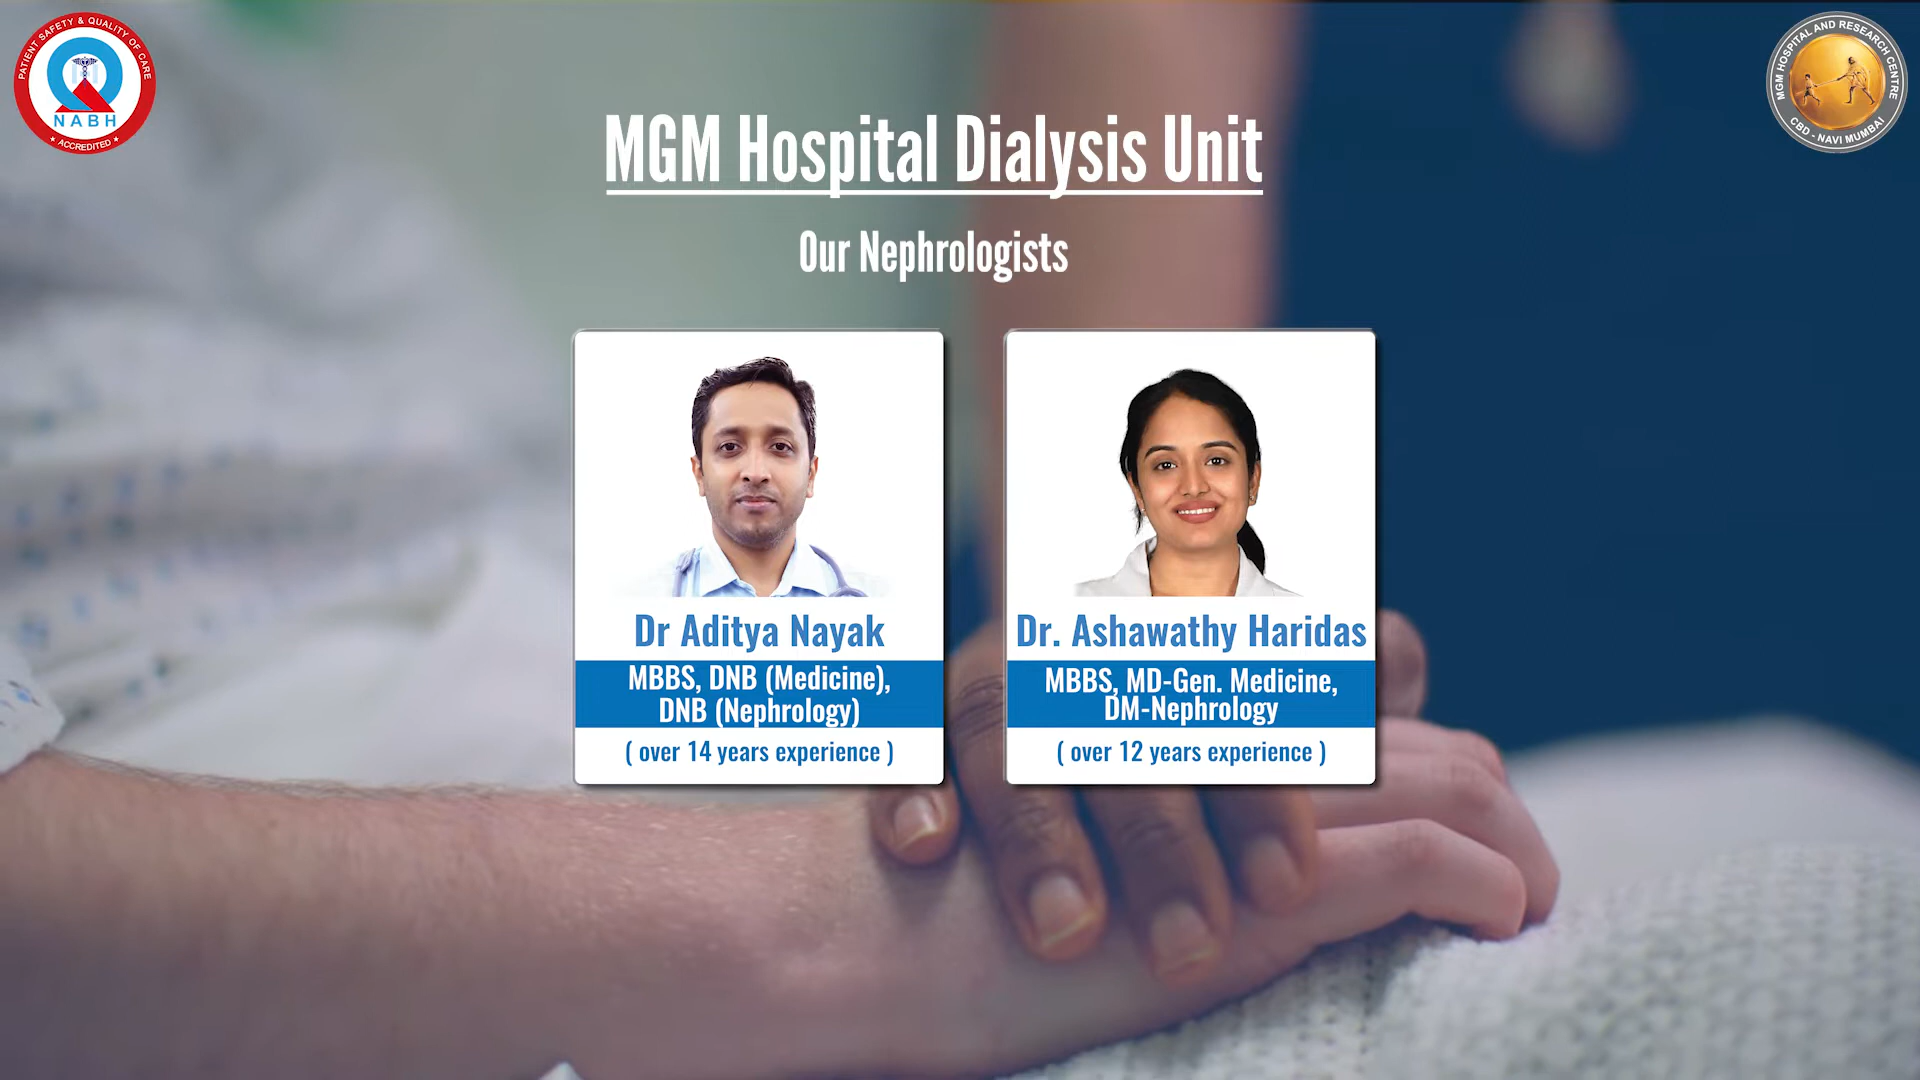 PATIENT SAFETY & QUALITY OF CARE
NABH
* ACCREDITED *
MGM HOSPITAL AND RESEARCH CENTRE
CBD - NAVI MUMBAI
MGM Hospital Dialysis Unit
Our Nephrologists
Dr Aditya Nayak
MBBS, DNB (Medicine),
DNB (Nephrology)
( over 14 years experience )
Dr. Ashawathy Haridas
MBBS, MD-Gen. Medicine,
DM-Nephrology
( over 12 years experience )